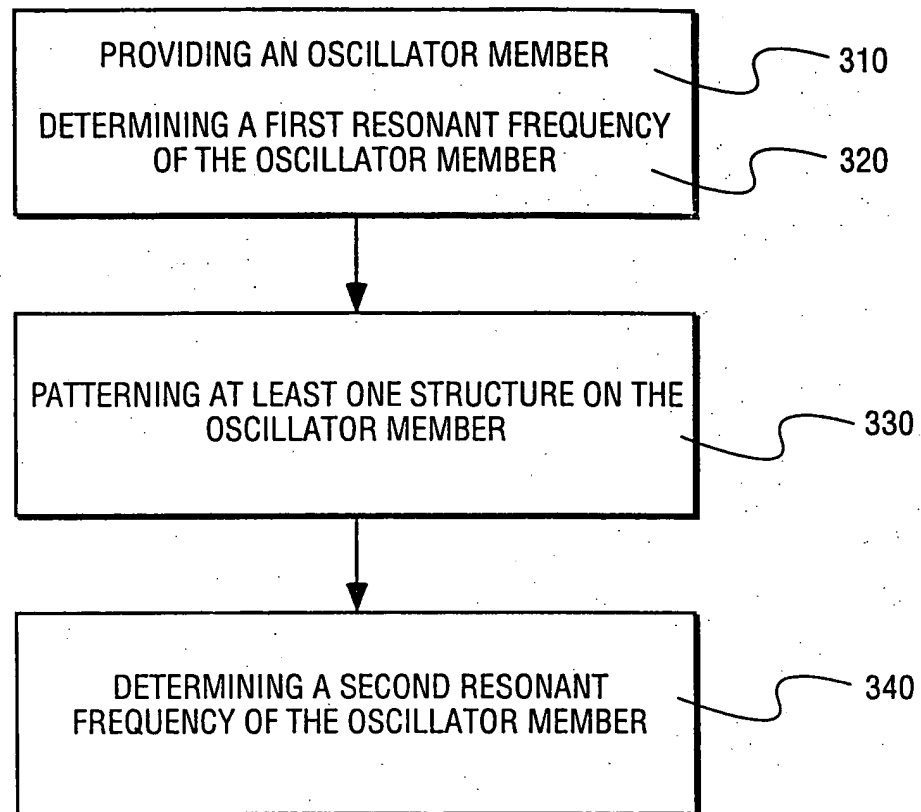 PROVIDING AN OSCILLATOR MEMBER
310
DETERMINING A FIRST RESONANT FREQUENCY
OF THE OSCILLATOR MEMBER
320
PATTERNING AT LEAST ONE STRUCTURE ON THE
OSCILLATOR MEMBER
330
DETERMINING A SECOND RESONANT
FREQUENCY OF THE OSCILLATOR MEMBER
340